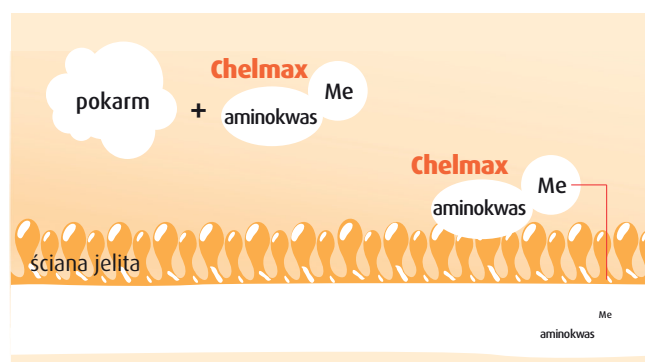 Chelmax
pokarm
+
aminokwas
Me
Chelmax
aminokwas
Me
ściana jelita
Me
aminokwas